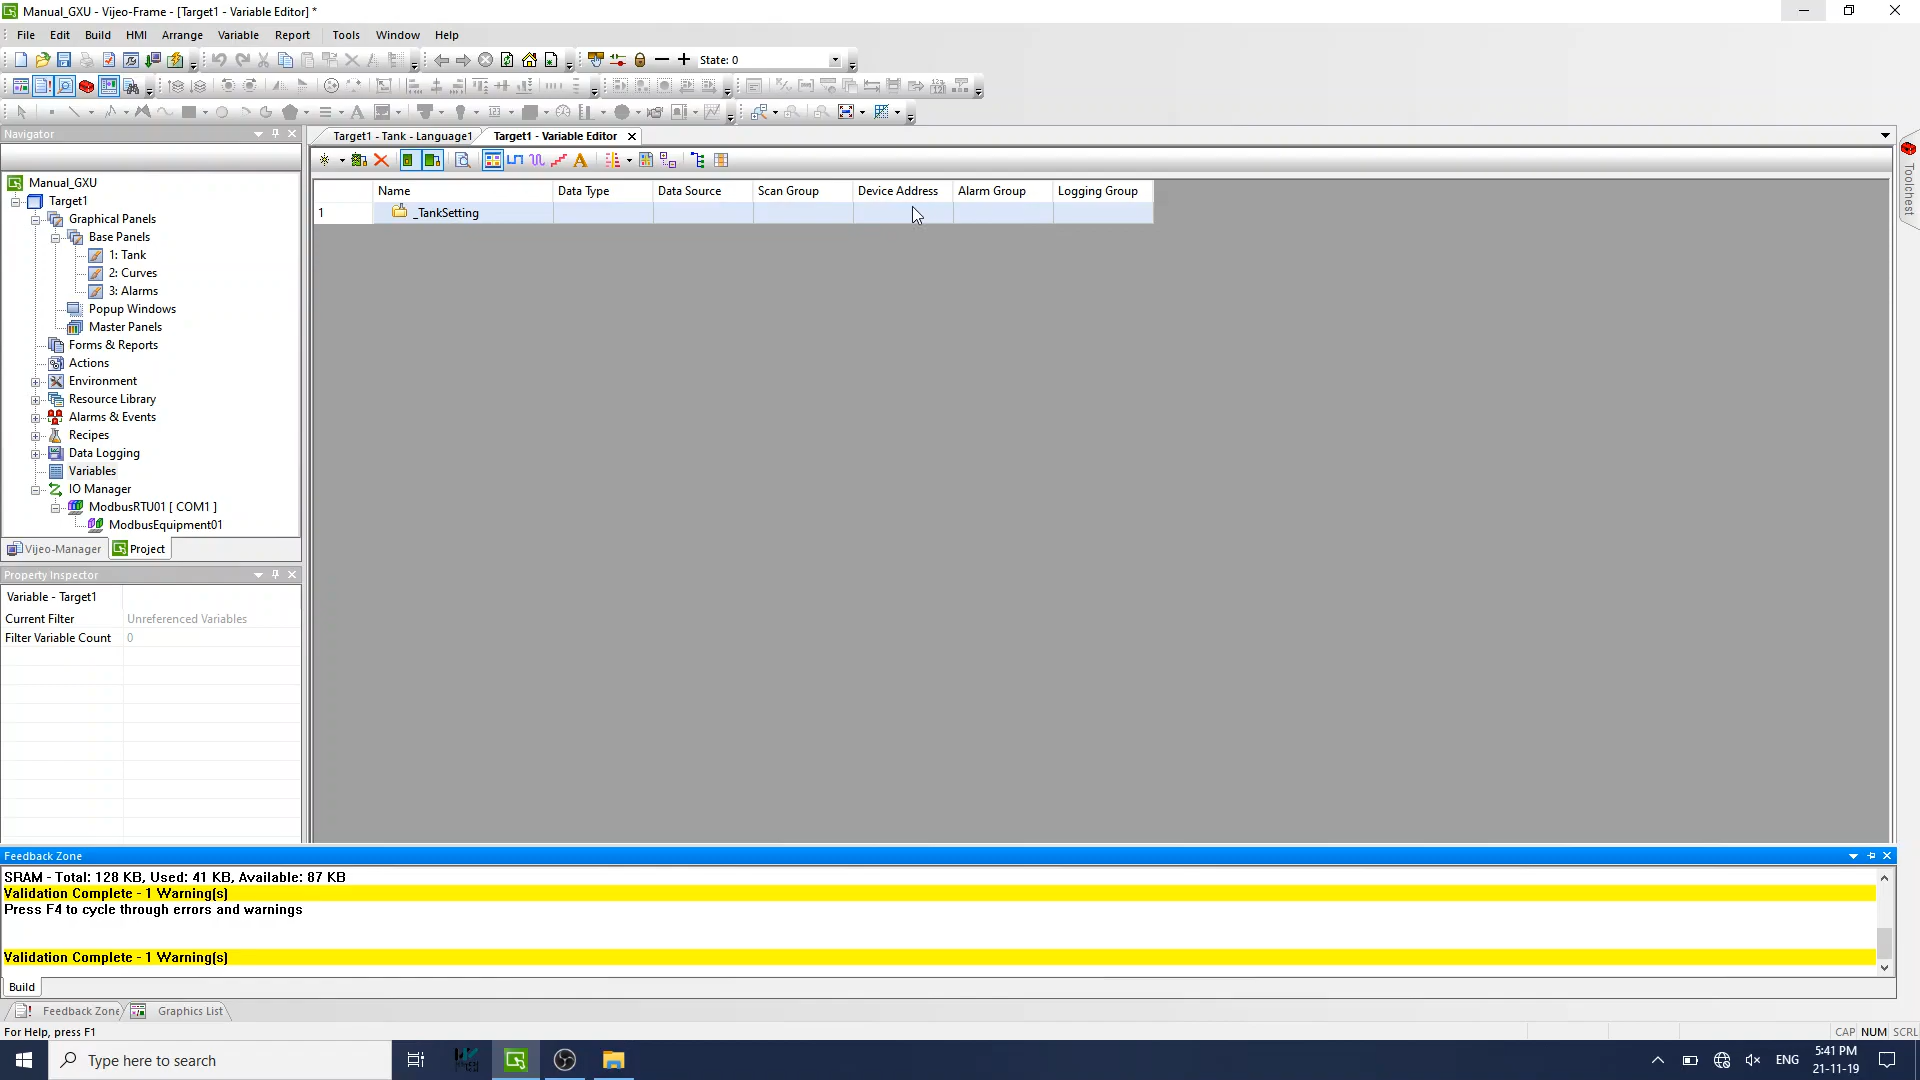 Manual_GXU - Vijeo-Frame - [Target1 - Variable Editor] *
File Edit Build HMI Arrange Variable Report Tools Window Help
State: 0
Navigator
Target1 - Tank - Language1
Target1 - Variable Editor
Toolchest
Manual_GXU
Target1
Graphical Panels
Base Panels
1: Tank
2: Curves
3: Alarms
Popup Windows
Master Panels
Forms & Reports
Actions
Environment
Resource Library
Alarms & Events
Recipes
Data Logging
Variables
IO Manager
ModbusRTU01 [ COM1 ]
ModbusEquipment01
Vijeo-Manager
Project
Name Data Type Data Source Scan Group Device Address Alarm Group Logging Group
1 _TankSetting
Property Inspector
Variable - Target1
Current Filter Unreferenced Variables
Filter Variable Count 0
Feedback Zone
SRAM - Total: 128 KB, Used: 41 KB, Available: 87 KB
Validation Complete - 1 Warning(s)
Press F4 to cycle through errors and warnings
Validation Complete - 1 Warning(s)
Build
Feedback Zone
Graphics List
For Help, press F1
CAP NUM SCRL
Type here to search
ENG
5:41 PM
21-11-19